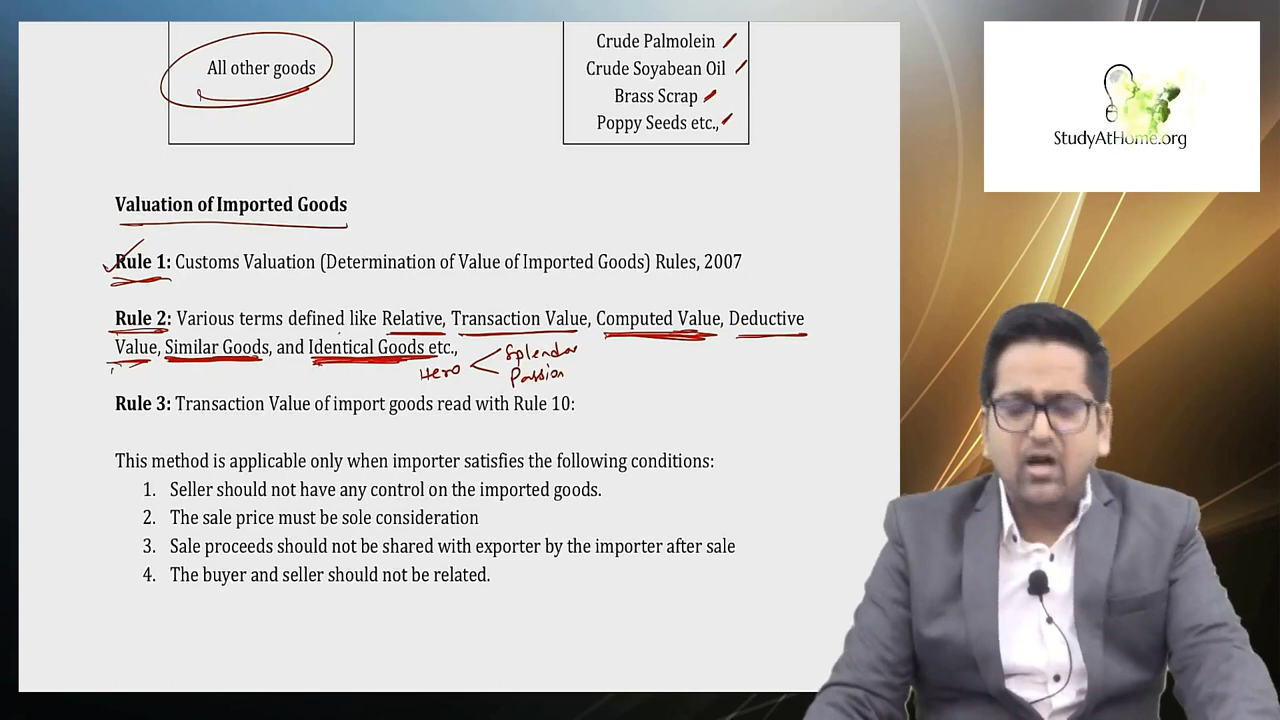 All other goods
Crude Palmolein
Crude Soyabean Oil
Brass Scrap
Poppy Seeds etc.,
StudyAtHome.org
Valuation of Imported Goods
Rule 1: Customs Valuation (Determination of Value of Imported Goods) Rules, 2007
Rule 2: Various terms defined like Relative, Transaction Value, Computed Value, Deductive
Value, Similar Goods, and Identical Goods etc.,
Hero
Splendor
Passion
Rule 3: Transaction Value of import goods read with Rule 10:
This method is applicable only when importer satisfies the following conditions:
1. Seller should not have any control on the imported goods.
2. The sale price must be sole consideration
3. Sale proceeds should not be shared with exporter by the importer after sale
4. The buyer and seller should not be related.